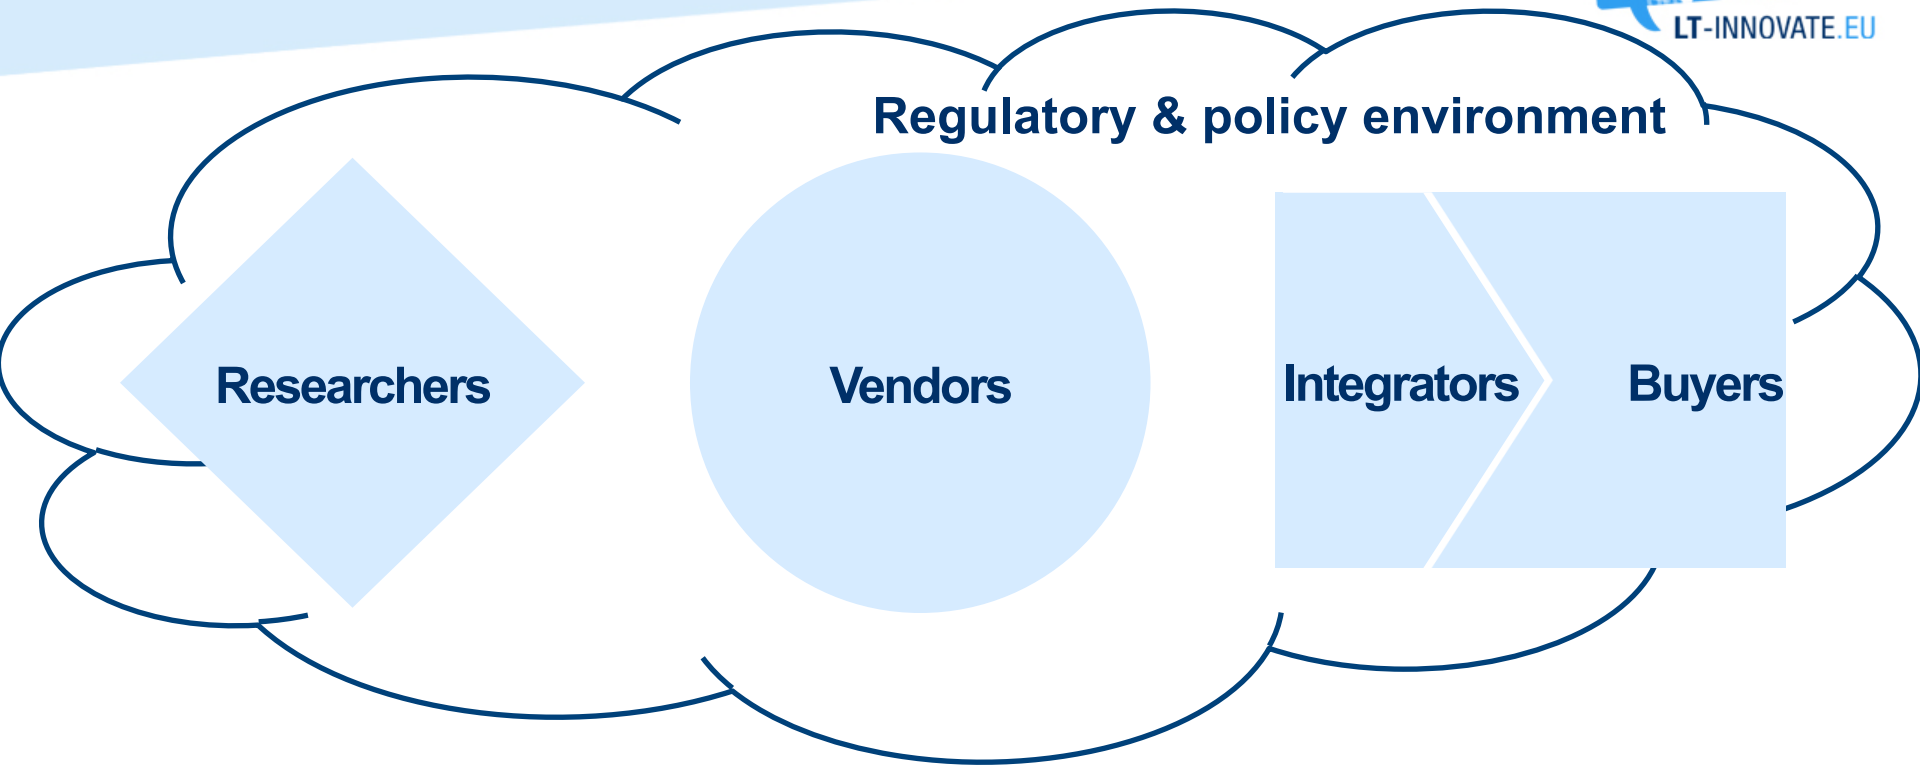 LT-INNOVATE.EU
Regulatory & policy environment
Researchers
Vendors
Integrators
Buyers